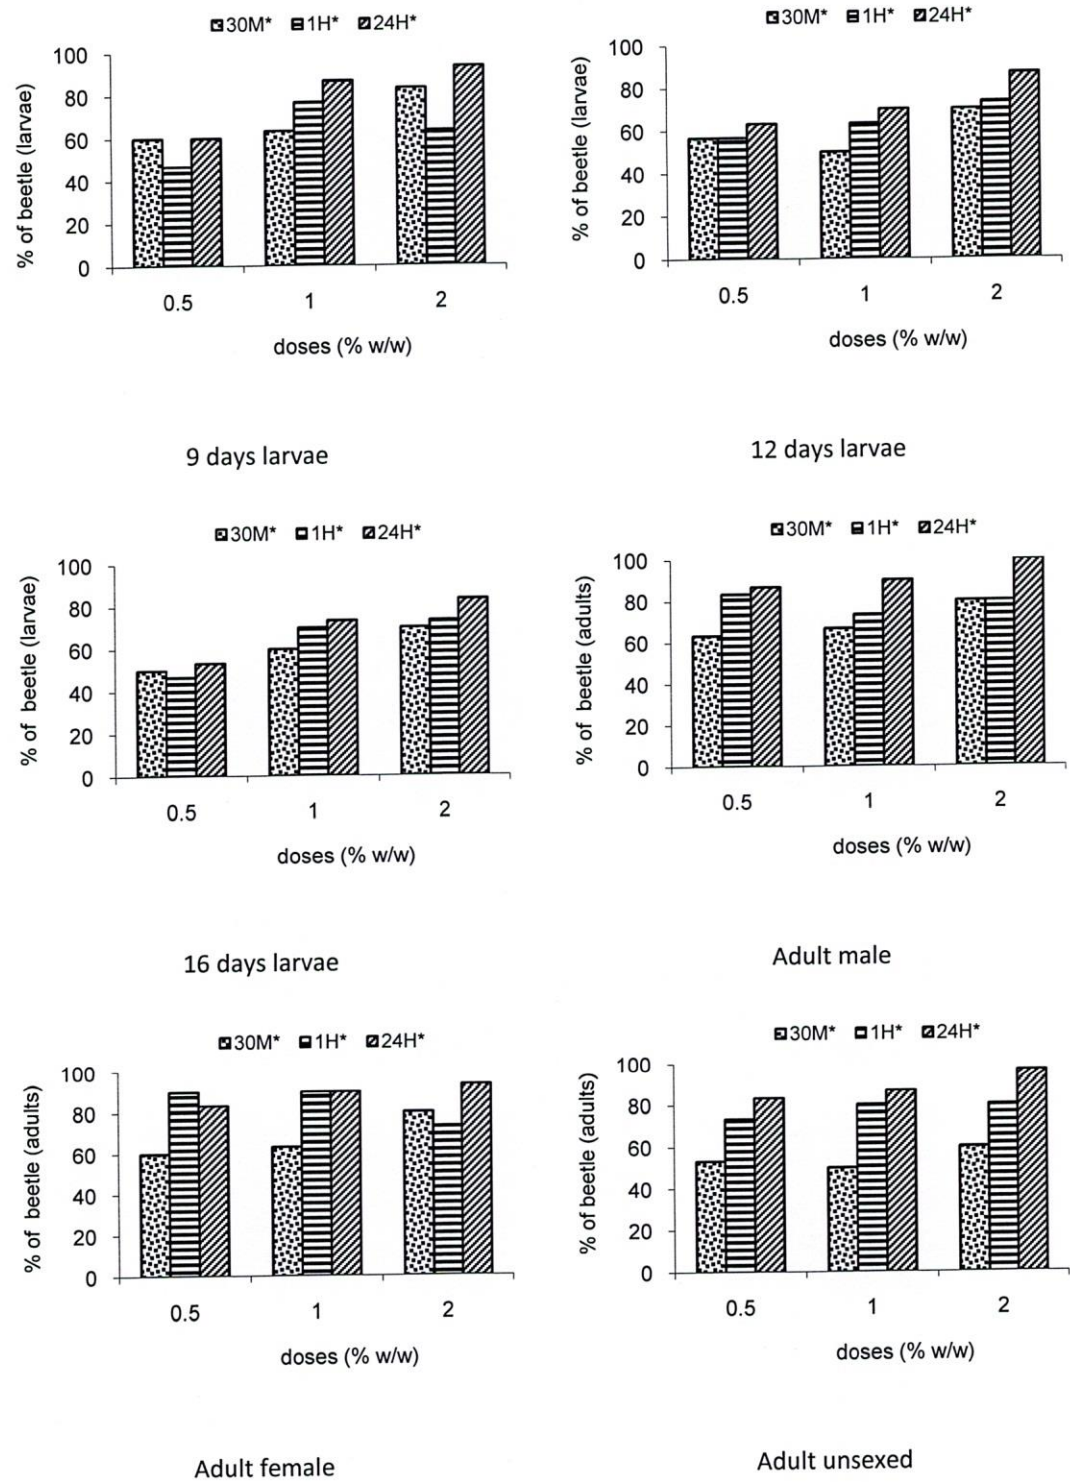 30M* 1H* 24H*
% of beetle (larvae)
100
80
60
40
20
0
0.5 1 2
doses (% w/w)
9 days larvae
30M* 1H* 24H*
% of beetle (larvae)
100
80
60
40
20
0
0.5 1 2
doses (% w/w)
12 days larvae
30M* 1H* 24H*
% of beetle (larvae)
100
80
60
40
20
0
0.5 1 2
doses (% w/w)
16 days larvae
30M* 1H* 24H*
% of beetle (adults)
100
80
60
40
20
0
0.5 1 2
doses (% w/w)
Adult male
30M* 1H* 24H*
% of beetle (adults)
100
80
60
40
20
0
0.5 1 2
doses (% w/w)
Adult female
30M* 1H* 24H*
% of beetle (adults)
100
80
60
40
20
0
0.5 1 2
doses (% w/w)
Adult unsexed